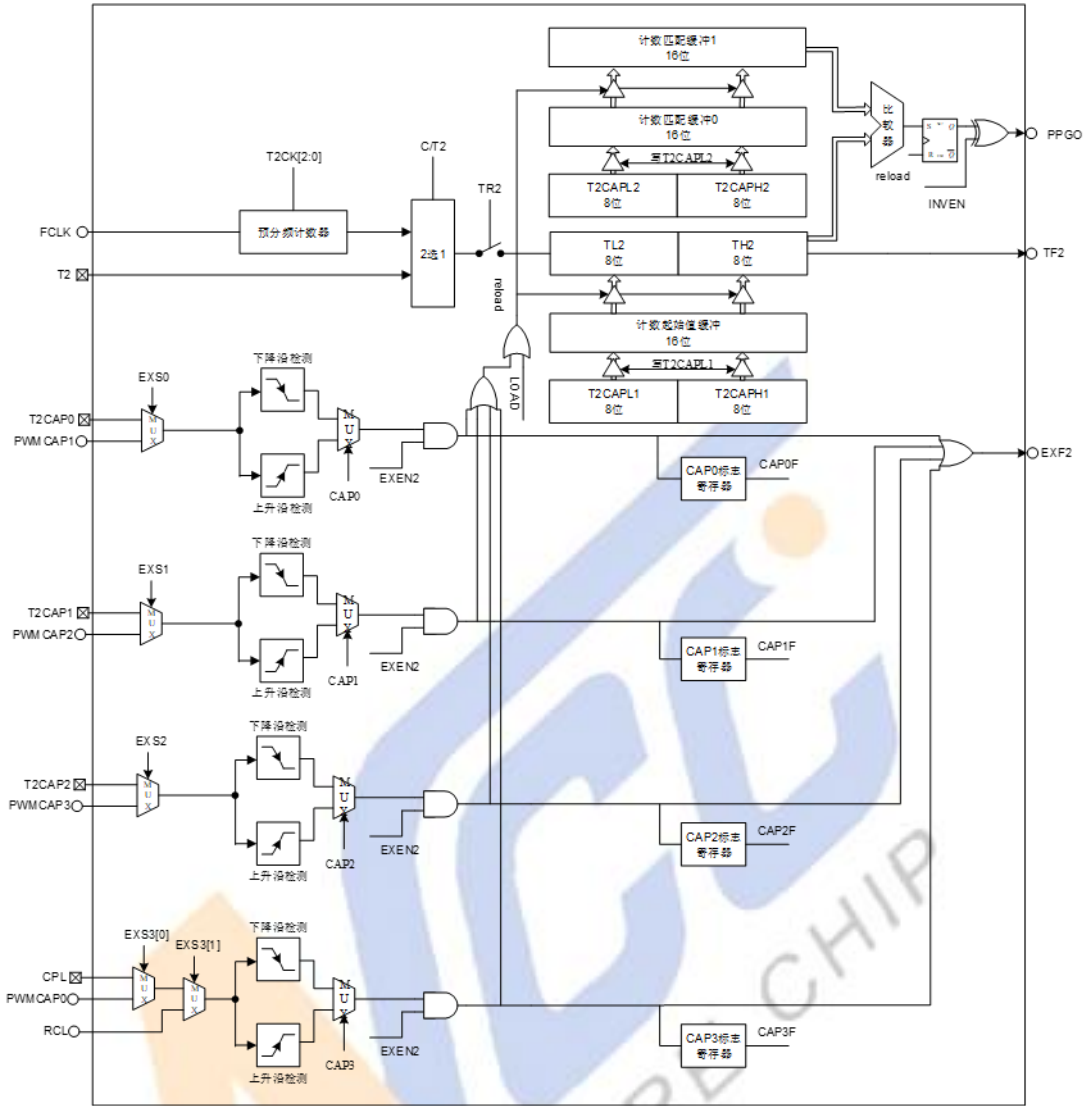 计数匹配缓冲1
16位
计数匹配缓冲0
16位
写T2CAPL2
T2CAPL2
8位
T2CAPH2
8位
比较器
S
Q
R
Q
reload
INVEN
PPGO
T2CK[2:0]
C/T2
TR2
FCLK
预分频计数器
2选1
T2
TL2
8位
TH2
8位
TF2
reload
计数起始值缓冲
16位
写T2CAPL1
T2CAPL1
8位
T2CAPH1
8位
LOAD
EXS0
下降沿检测
T2CAP0
PWMCAP1
MUX
MUX
上升沿检测
CAP0
EXEN2
CAP0标志
寄存器
CAP0F
EXF2
EXS1
下降沿检测
T2CAP1
PWMCAP2
MUX
MUX
上升沿检测
CAP1
EXEN2
CAP1标志
寄存器
CAP1F
EXS2
下降沿检测
T2CAP2
PWMCAP3
MUX
MUX
上升沿检测
CAP2
EXEN2
CAP2标志
寄存器
CAP2F
EXS3[0]
EXS3[1]
下降沿检测
CPL
PWMCAP0
RCL
MUX
MUX
MUX
上升沿检测
CAP3
EXEN2
CAP3标志
寄存器
CAP3F
CHIP